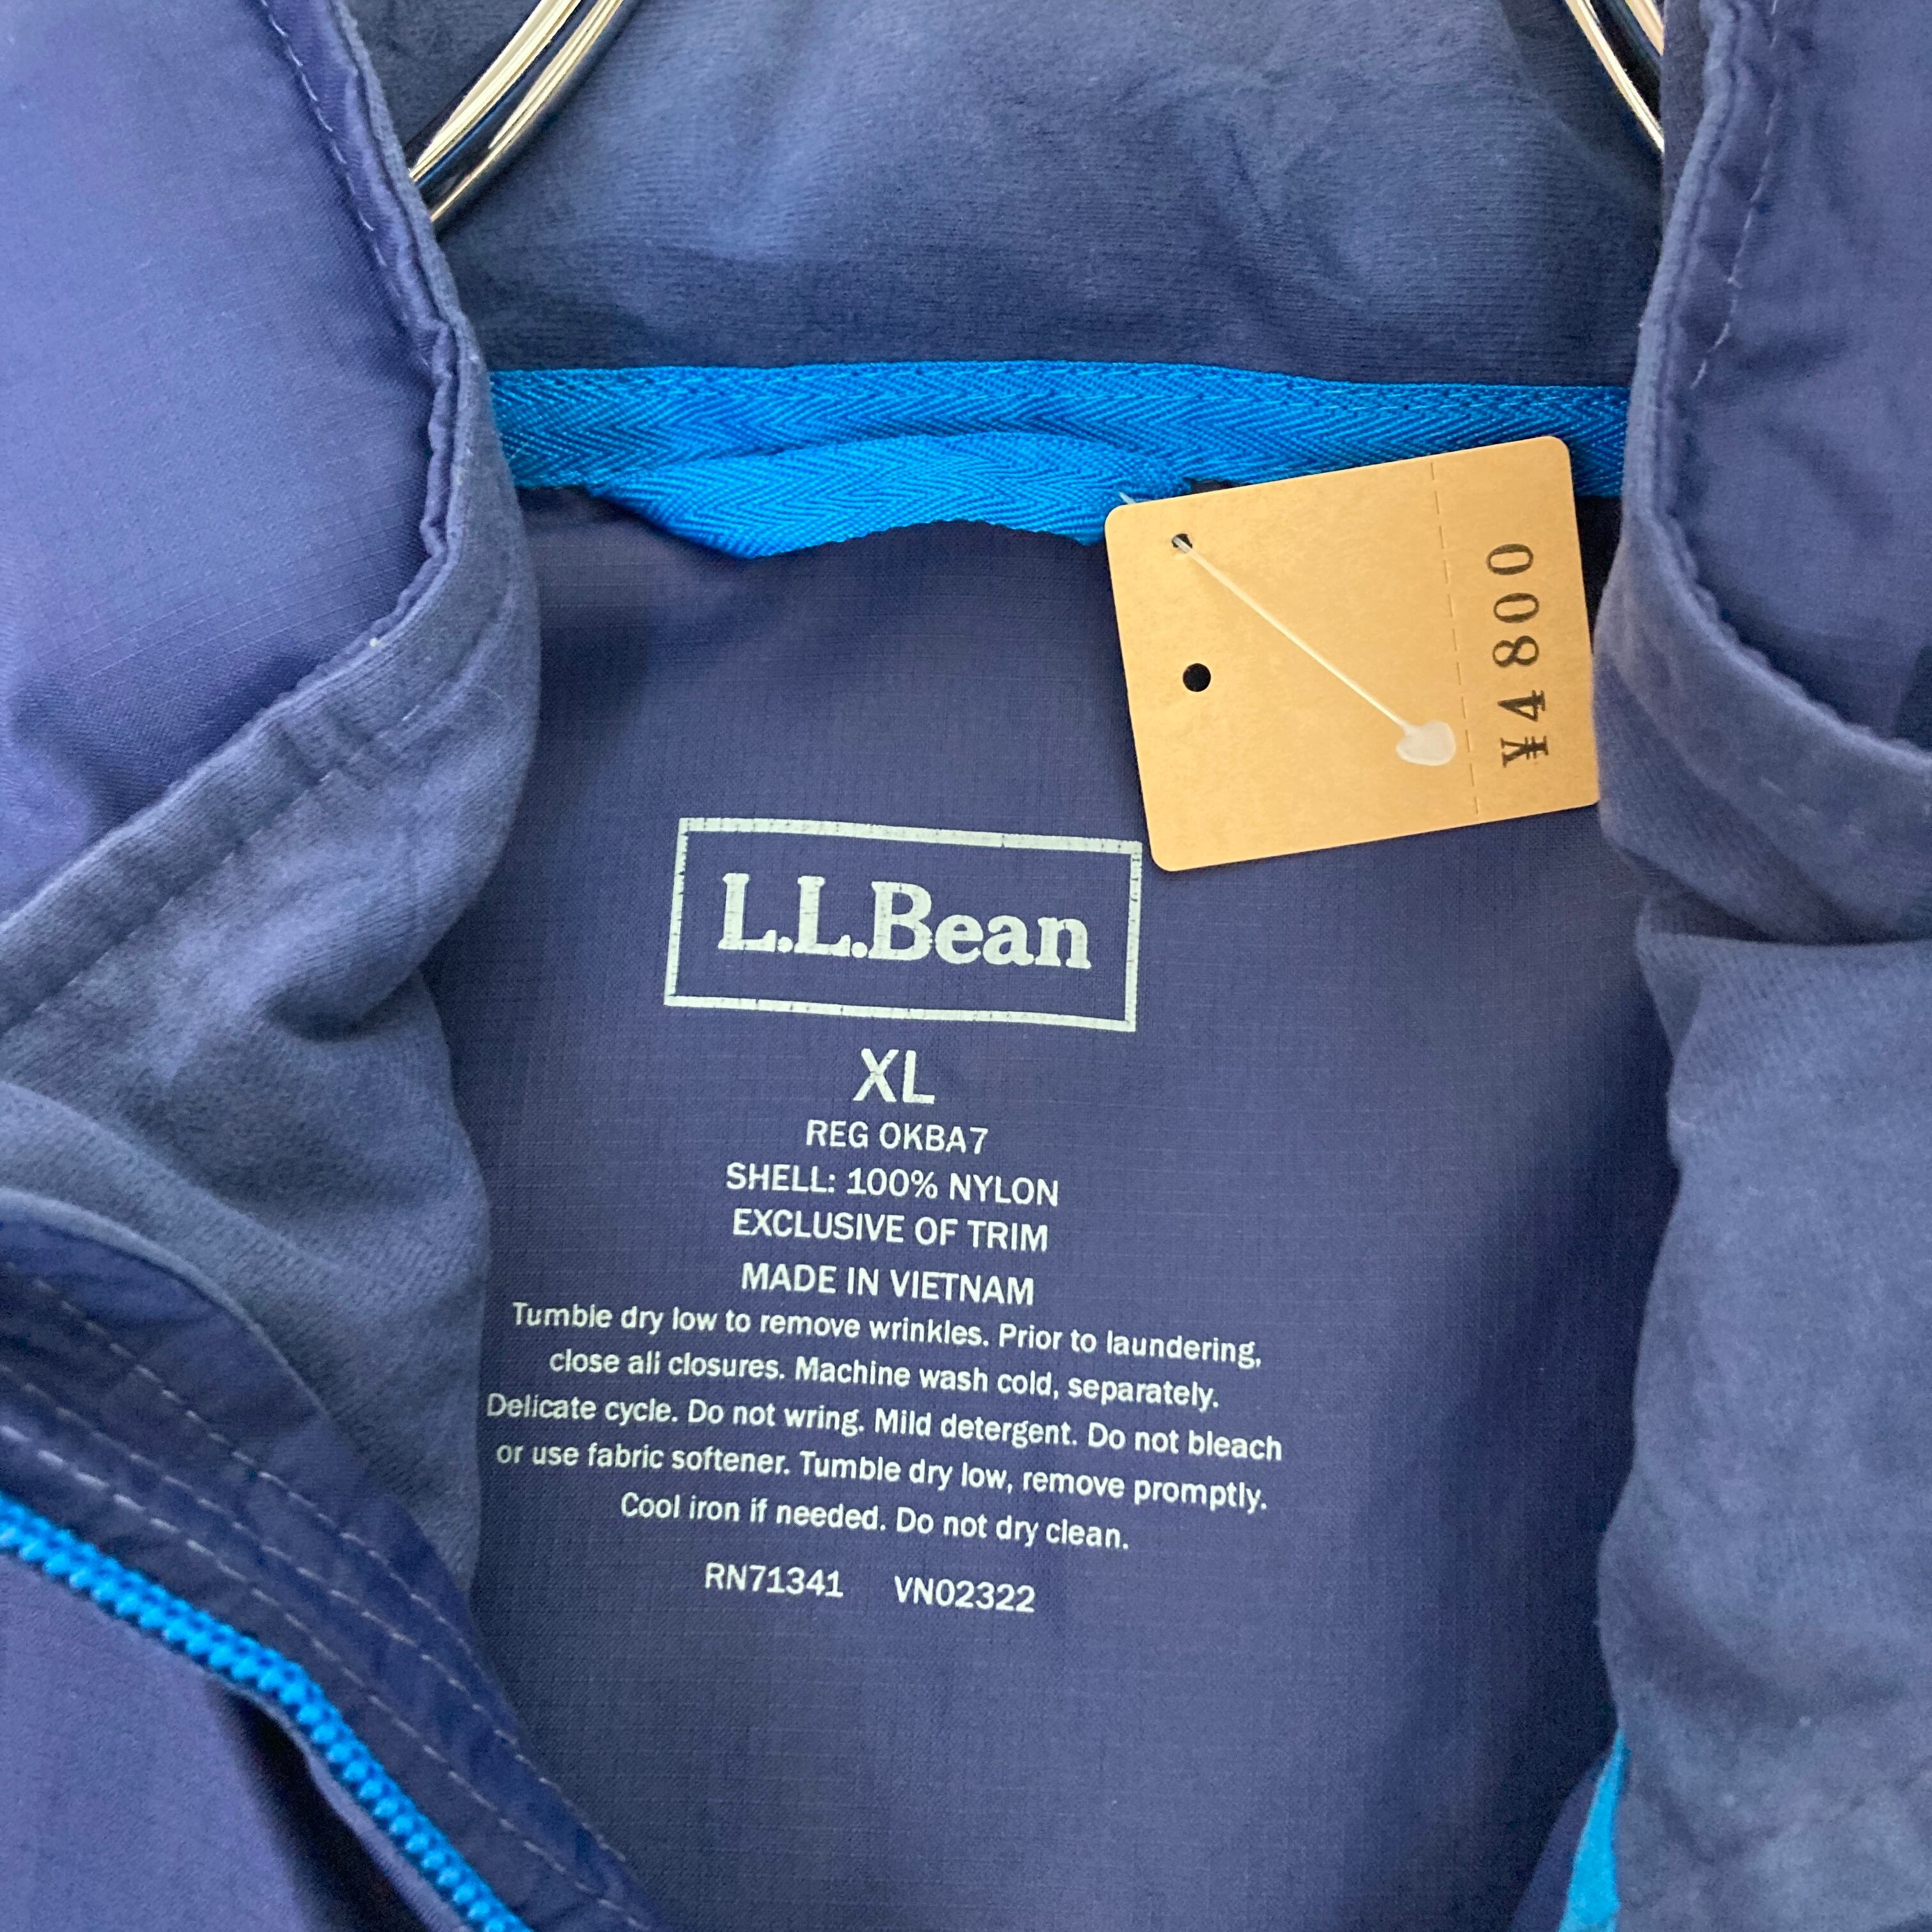 ¥4800
L.L.Bean
XL
REG OKBA7
SHELL: 100% NYLON
EXCLUSIVE OF TRIM
MADE IN VIETNAM
Tumble dry low to remove wrinkles. Prior to laundering,
close all closures. Machine wash cold, separately.
Delicate cycle. Do not wring. Mild detergent. Do not bleach
or use fabric softener. Tumble dry low, remove promptly.
Cool iron if needed. Do not dry clean.
RN71341 VN02322